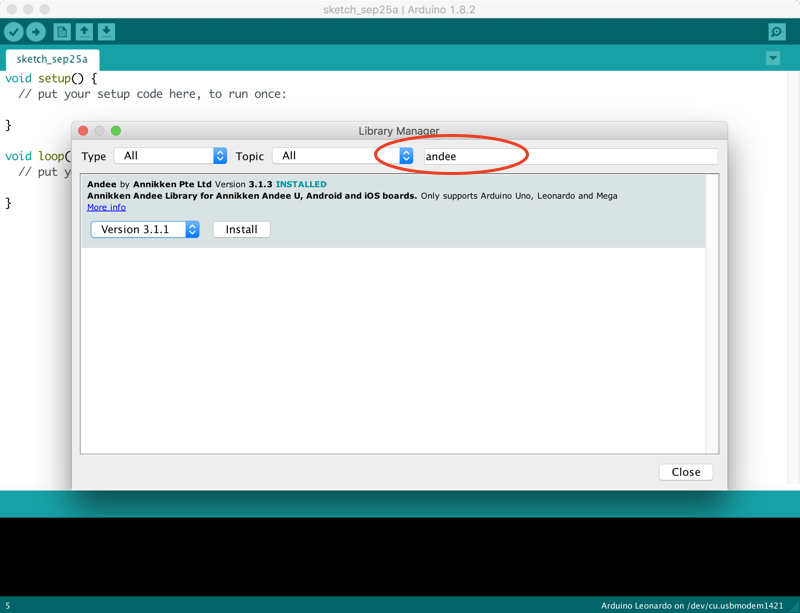 sketch_sep25a | Arduino 1.8.2
sketch_sep25a
void setup() {
// put your setup code here, to run once:
}
void loop(
// put y
}
Library Manager
Type All Topic All andee
Andee by Annikken Pte Ltd Version 3.1.3 INSTALLED
Annikken Andee Library for Annikken Andee U, Android and iOS boards. Only supports Arduino Uno, Leonardo and Mega
More info
Version 3.1.1 Install
Close
5 Arduino Leonardo on /dev/cu.usbmodem1421